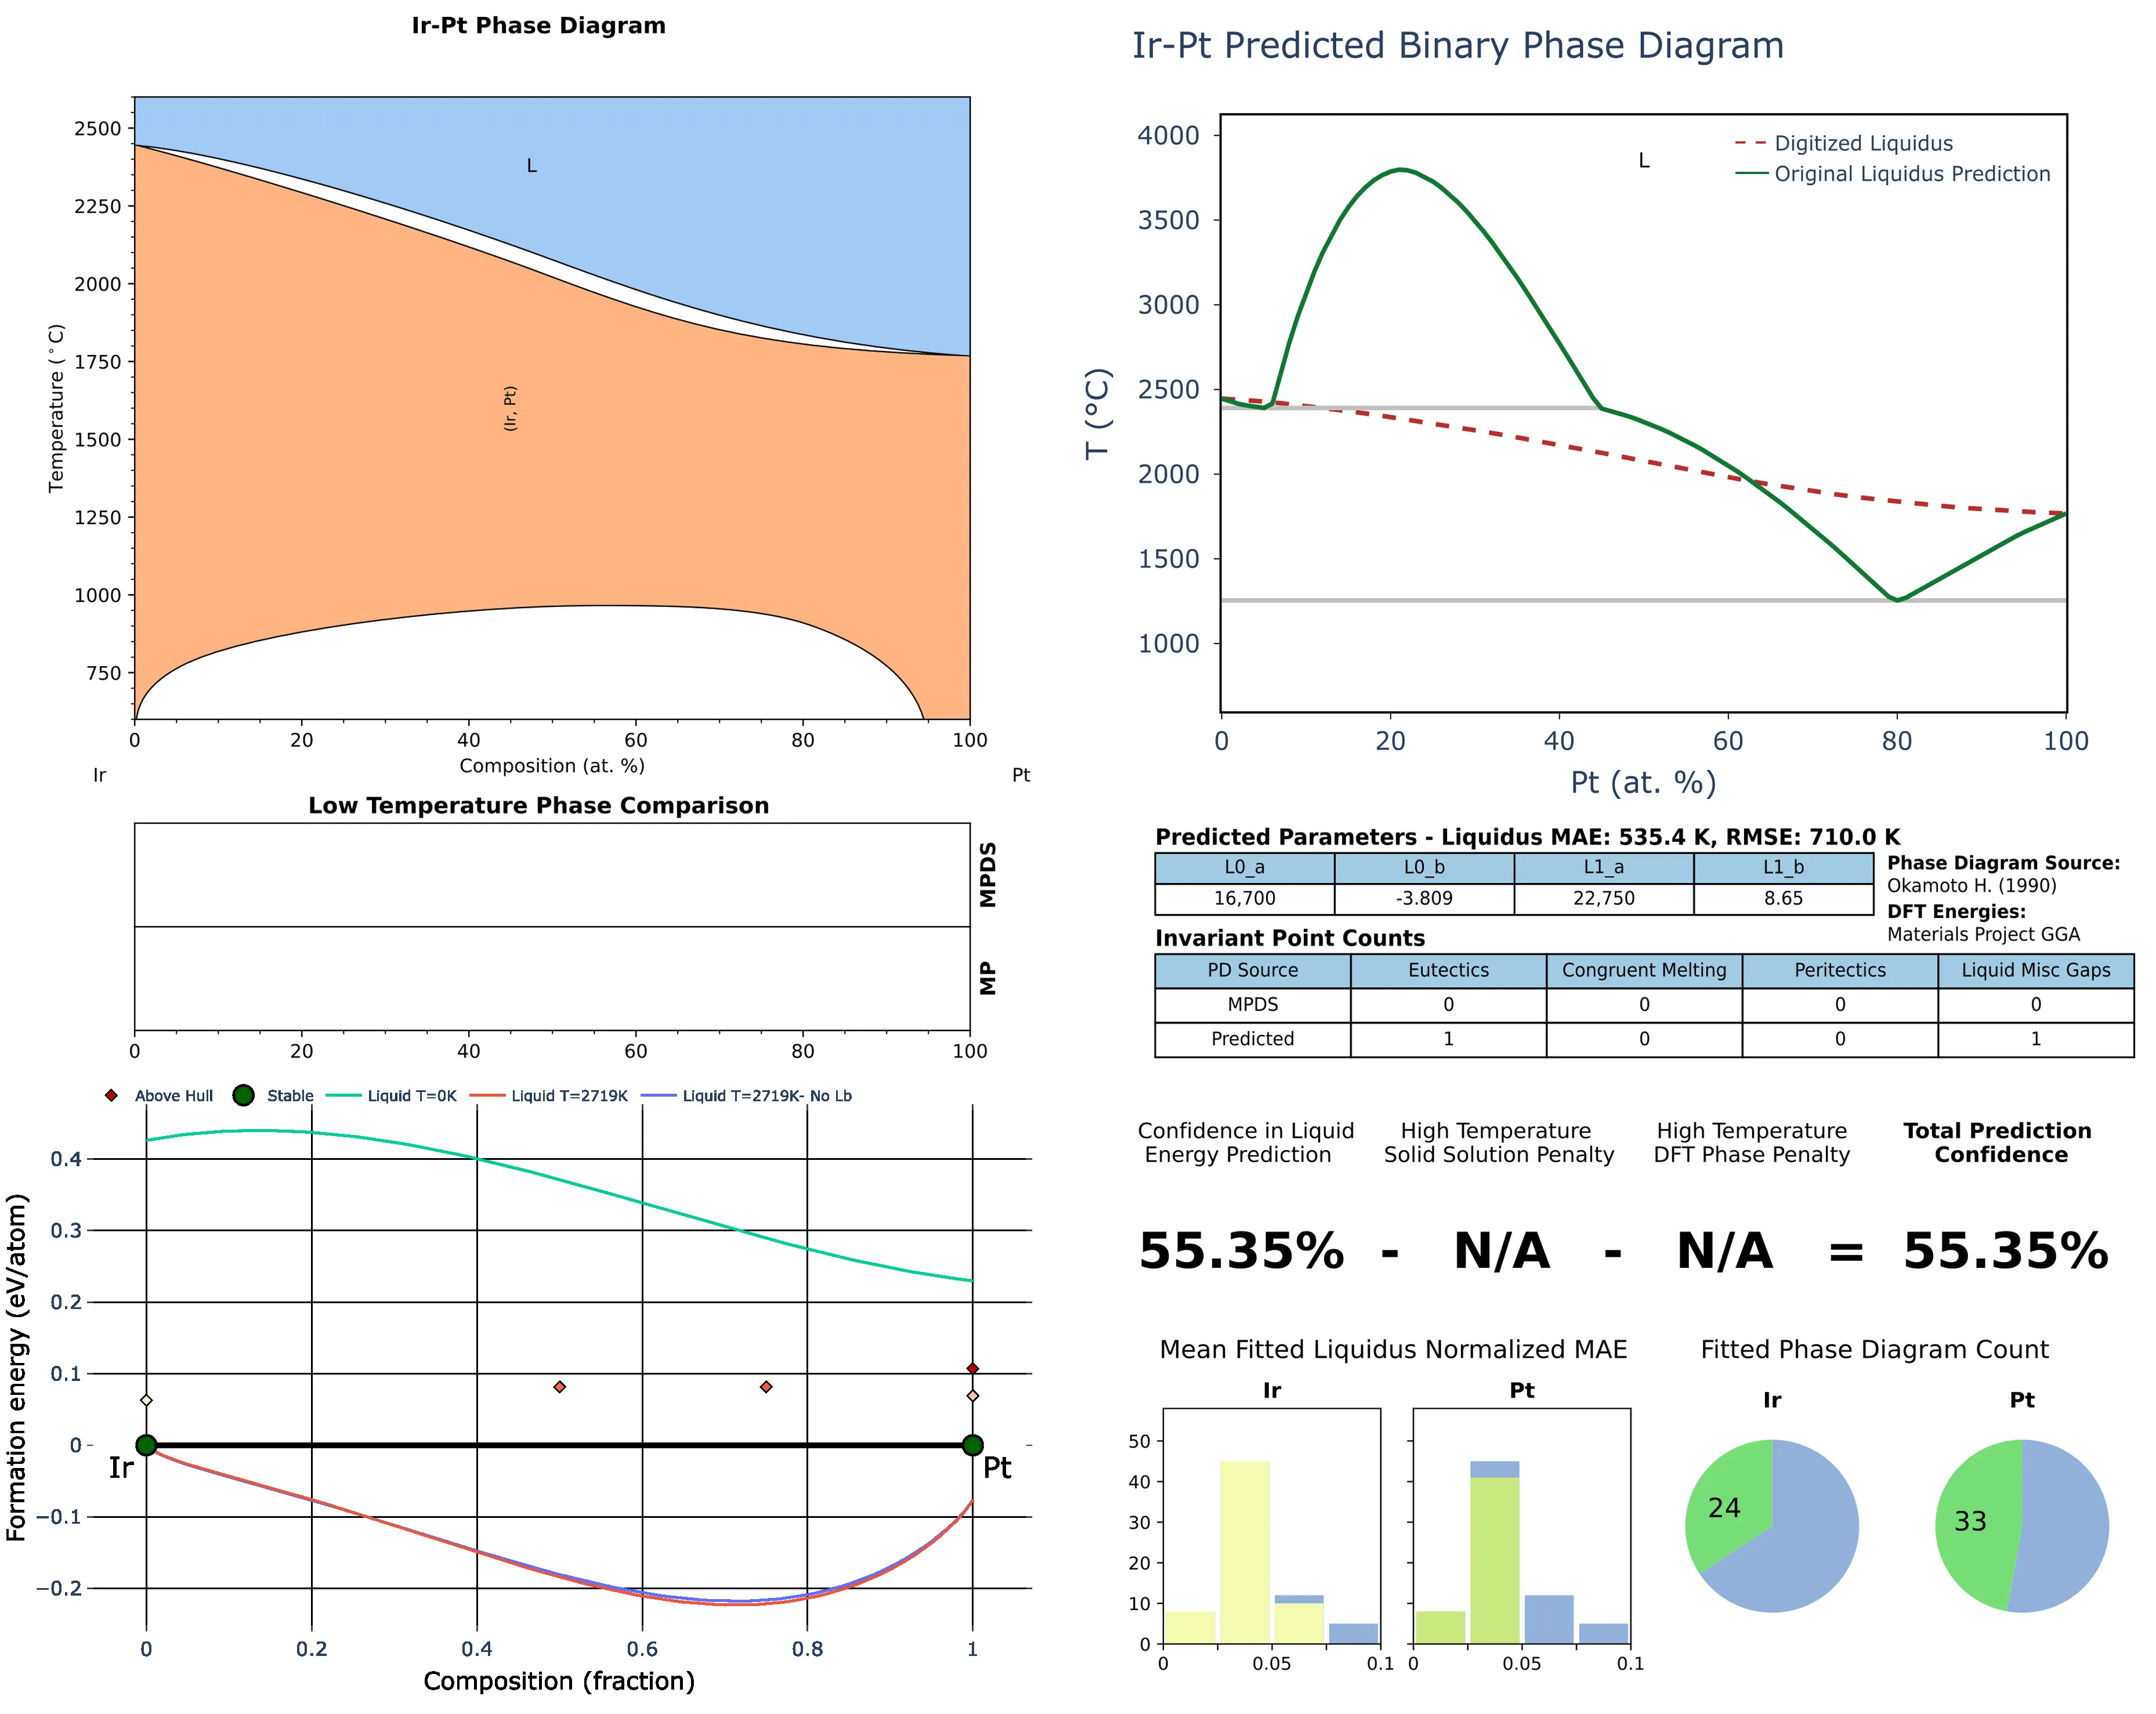 Ir-Pt Phase Diagram
2500
2250
2000
1750
1500
1250
1000
750
Temperature (°C)
L
(Ir, Pt)
0 20 40 60 80 100
Composition (at. %)
Ir Pt
Low Temperature Phase Comparison
MPDS
MP
0 20 40 60 80 100
Above Hull Stable Liquid T=0K Liquid T=2719K Liquid T=2719K- No Lb
0.4
0.3
0.2
0.1
0
−0.1
−0.2
Formation energy (eV/atom)
Ir Pt
0 0.2 0.4 0.6 0.8 1
Composition (fraction)
Ir-Pt Predicted Binary Phase Diagram
4000
3500
3000
2500
2000
1500
1000
T (°C)
L
Digitized Liquidus
Original Liquidus Prediction
0 20 40 60 80 100
Pt (at. %)
Predicted Parameters - Liquidus MAE: 535.4 K, RMSE: 710.0 K
L0_a L0_b L1_a L1_b
16,700 -3.809 22,750 8.65
Phase Diagram Source:
Okamoto H. (1990)
DFT Energies:
Materials Project GGA
Invariant Point Counts
PD Source Eutectics Congruent Melting Peritectics Liquid Misc Gaps
MPDS 0 0 0 0
Predicted 1 0 0 1
Confidence in Liquid
Energy Prediction
High Temperature
Solid Solution Penalty
High Temperature
DFT Phase Penalty
Total Prediction
Confidence
55.35% - N/A - N/A = 55.35%
Mean Fitted Liquidus Normalized MAE
Ir Pt
50
40
30
20
10
0
0 0.05 0.1 0 0.05 0.1
Fitted Phase Diagram Count
Ir Pt
24 33